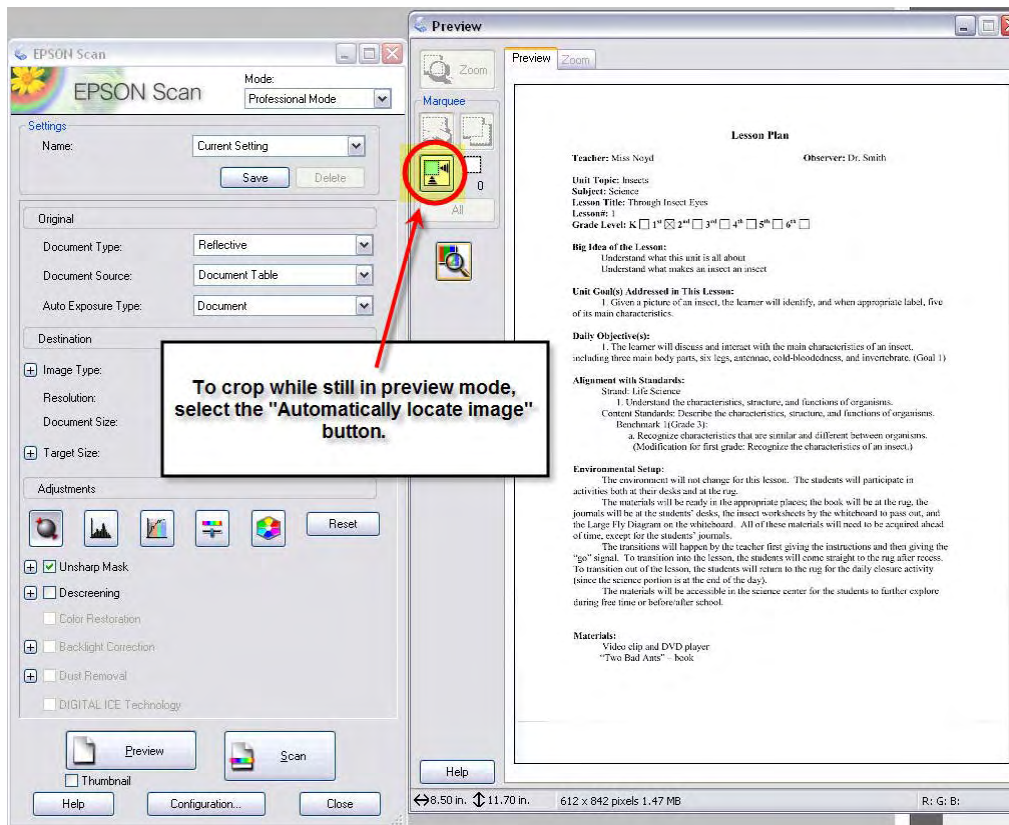 EPSON Scan
EPSON Scan
Mode:
Professional Mode
Settings
Name:
Current Setting
Save
Delete
Original
Document Type:
Reflective
Document Source:
Document Table
Auto Exposure Type:
Document
Destination
Image Type:
Resolution:
Document Size:
Target Size:
Adjustments
Reset
Unsharp Mask
Descreening
Color Restoration
Backlight Correction
Dust Removal
DIGITAL ICE Technology
Preview
Scan
Thumbnail
Help
Configuration...
Close
To crop while still in preview mode,
select the "Automatically locate image"
button.
Preview
Zoom
Marquee
0
All
Help
Preview
Zoom
Lesson Plan
Teacher: Miss Noyd Observer: Dr. Smith
Unit Topic: Insects
Subject: Science
Lesson Title: Through Insect Eyes
Lesson#: 1
Grade Level: K ☐ 1st ☒ 2nd ☐ 3rd ☐ 4th ☐ 5th ☐ 6th ☐
Big Idea of the Lesson:
Understand what this unit is all about
Understand what makes an insect an insect
Unit Goal(s) Addressed in This Lesson:
1. Given a picture of an insect, the learner will identify, and when appropriate label, five
of its main characteristics.
Daily Objective(s):
1. The learner will discuss and interact with the main characteristics of an insect,
including three main body parts, six legs, antennae, cold-bloodedness, and invertebrate. (Goal 1)
Alignment with Standards:
Strand: Life Science
1. Understand the characteristics, structure, and functions of organisms.
Content Standards: Describe the characteristics, structure, and functions of organisms.
Benchmark 1(Grade 3):
a. Recognize characteristics that are similar and different between organisms.
(Modification for first grade: Recognize the characteristics of an insect.)
Environmental Setup:
The environment will not change for this lesson. The students will participate in
activities both at their desks and at the rug.
The materials will be ready in the appropriate places; the book will be at the rug, the
journals will be at the students' desks, the insect worksheets by the whiteboard to pass out, and
the Large Fly Diagram on the whiteboard. All of these materials will need to be acquired ahead
of time, except for the students' journals.
The transitions will happen by the teacher first giving the instructions and then giving the
"go" signal. To transition into the lesson, the students will come straight to the rug after recess.
To transition out of the lesson, the students will return to the rug for the daily closure activity
(since the science portion is at the end of the day).
The materials will be accessible in the science center for the students to further explore
during free time or before/after school.
Materials:
Video clip and DVD player
"Two Bad Ants" – book
8.50 in. 11.70 in. 612 x 842 pixels 1.47 MB R: G: B: